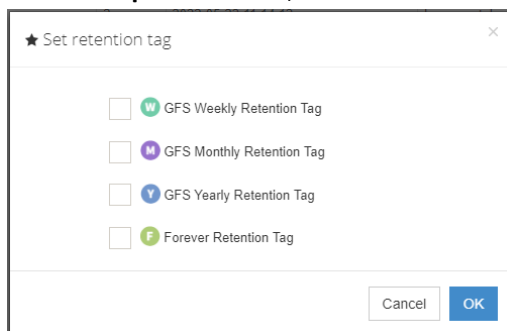 Set retention tag
W GFS Weekly Retention Tag
M GFS Monthly Retention Tag
Y GFS Yearly Retention Tag
F Forever Retention Tag
Cancel OK